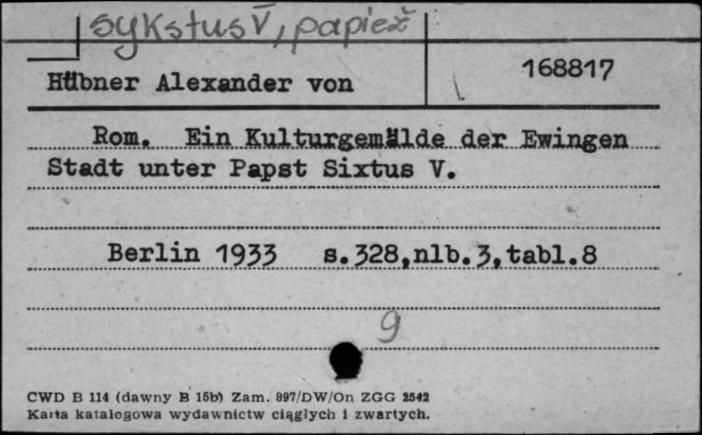 sykstus V, papież
168817
Hübner Alexander von
Rom. Ein Kulturgemälde der Ewingen
Stadt unter Papst Sixtus V.
Berlin 1933 s.328,nlb.3,tabl.8
9
CWD B 114 (dawny B 15b) Zam. 897/DW/On ZGG 2542
Karta katalogowa wydawnictw ciągłych i zwartych.